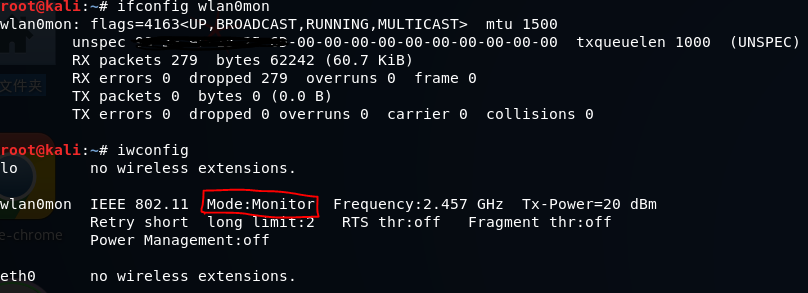 root@kali:~# ifconfig wlan0mon
wlan0mon: flags=4163<UP,BROADCAST,RUNNING,MULTICAST>  mtu 1500
        unspec -00-00-00-00-00-00-00-00-00-00  txqueuelen 1000  (UNSPEC)
        RX packets 279  bytes 62242 (60.7 KiB)
        RX errors 0  dropped 279  overruns 0  frame 0
文件夹
        TX packets 0  bytes 0 (0.0 B)
        TX errors 0  dropped 0 overruns 0  carrier 0  collisions 0
root@kali:~# iwconfig
lo        no wireless extensions.
wlan0mon  IEEE 802.11  Mode:Monitor  Frequency:2.457 GHz  Tx-Power=20 dBm
          Retry short  long limit:2   RTS thr:off   Fragment thr:off
e-chrome
          Power Management:off
eth0      no wireless extensions.